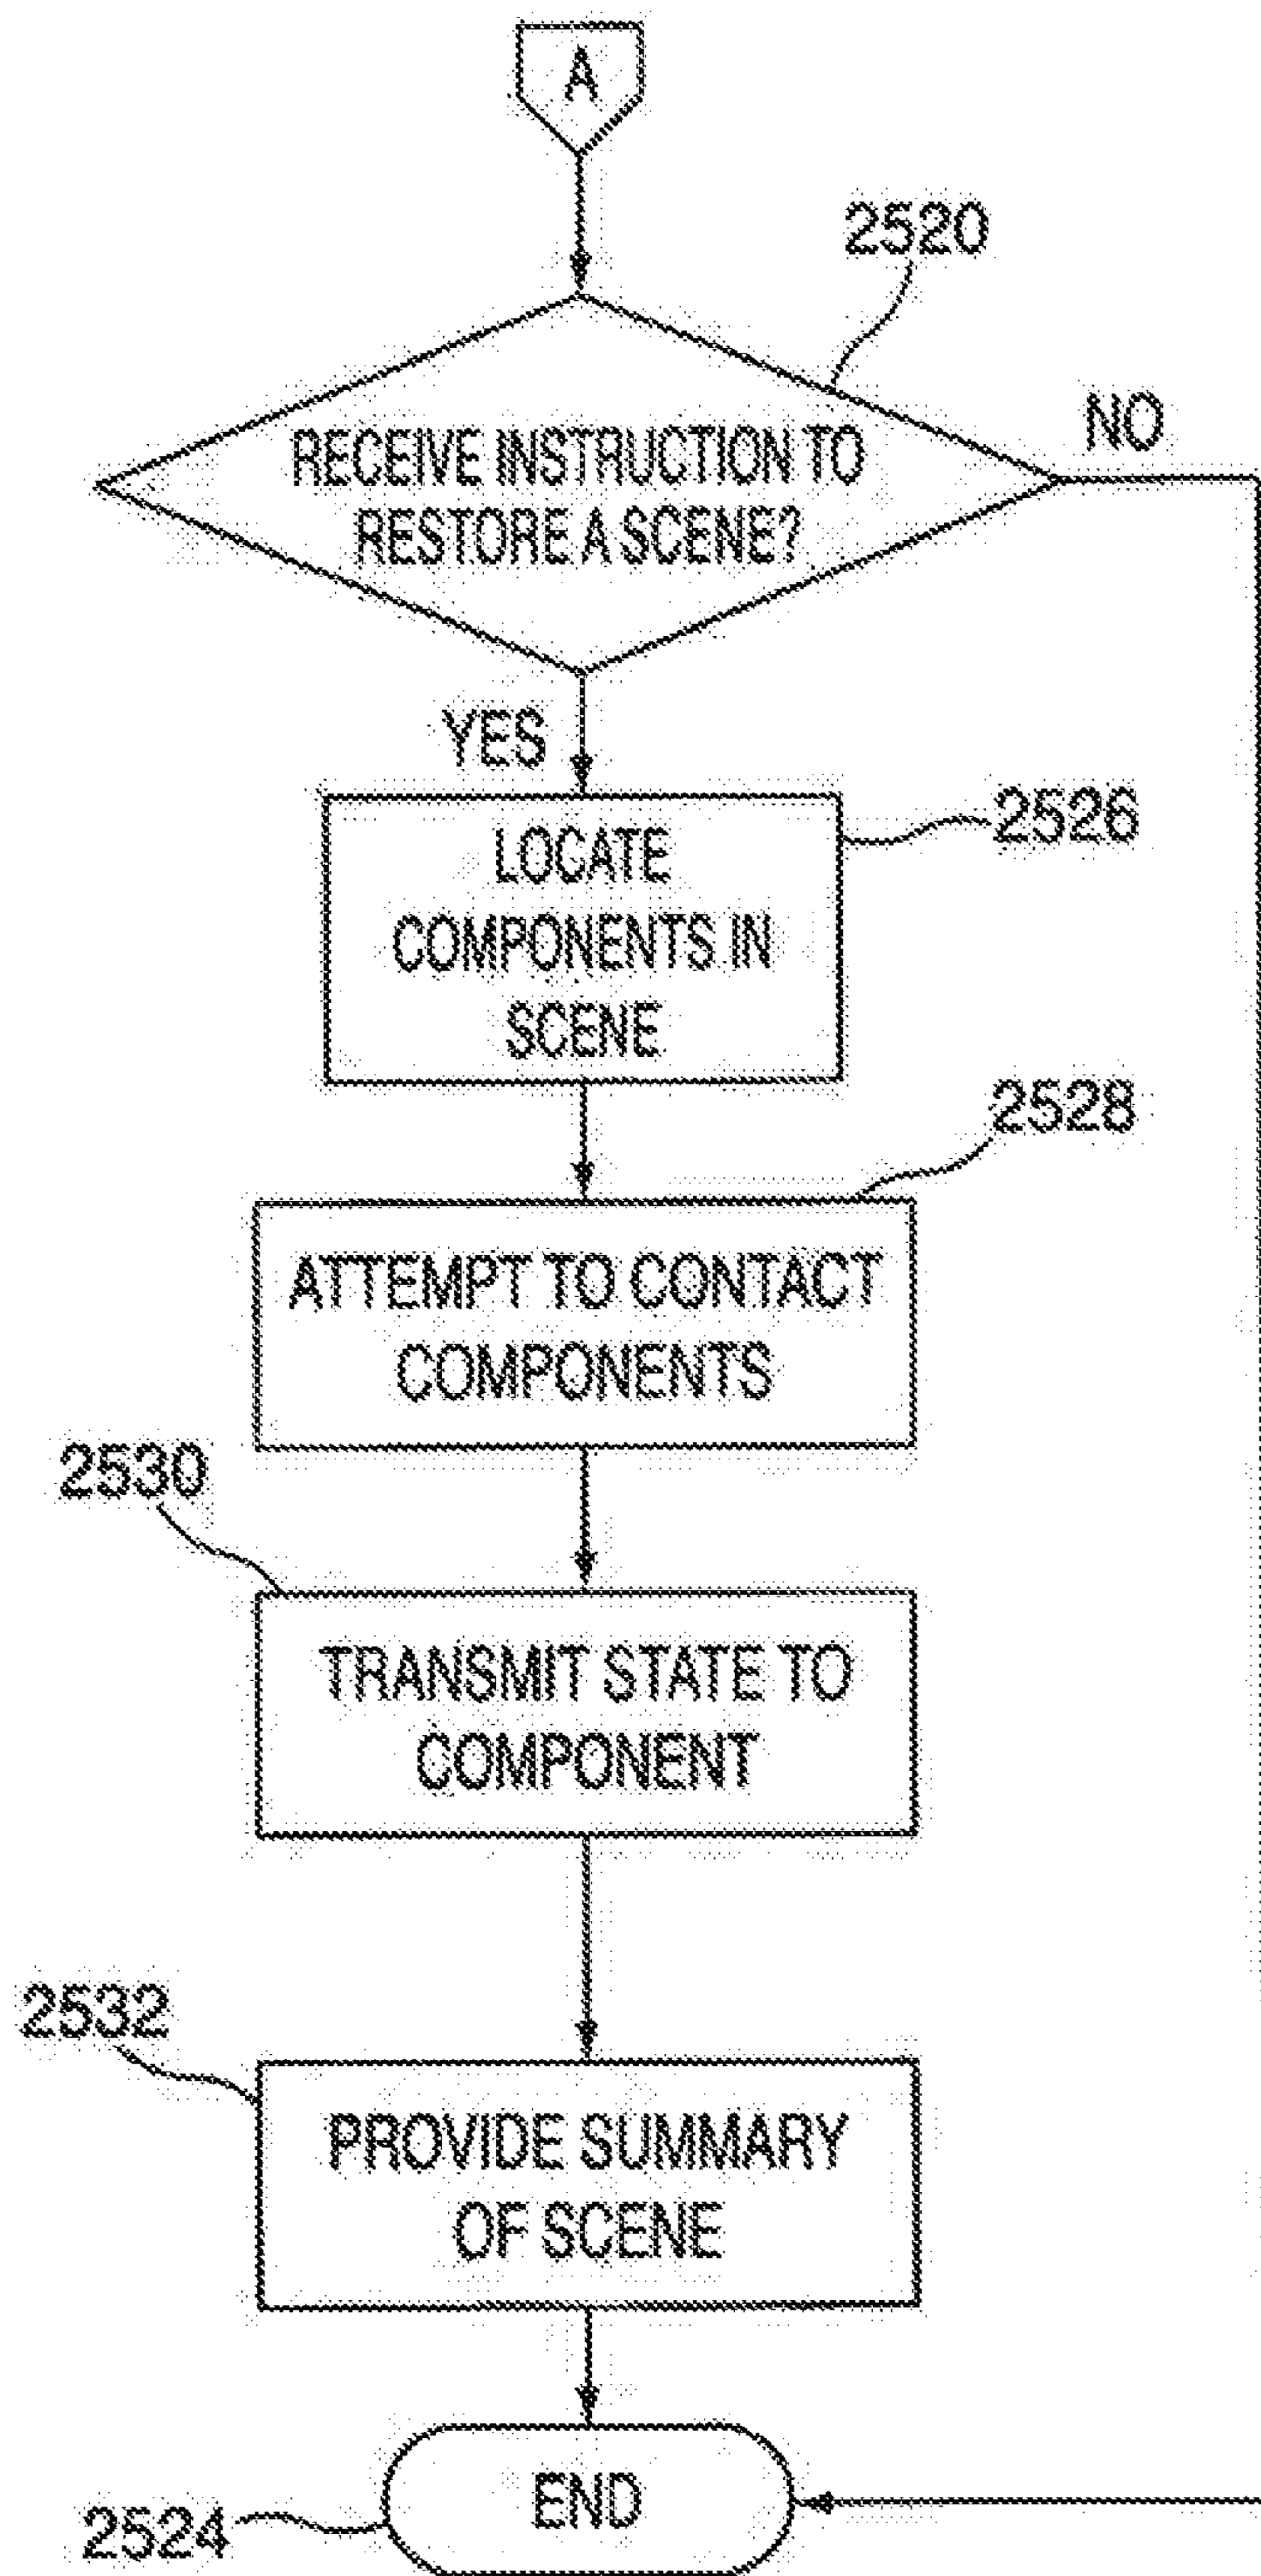 A
2520
RECEIVE INSTRUCTION TO
RESTORE A SCENE?
NO
YES
LOCATE
COMPONENTS IN
SCENE
2526
2528
ATTEMPT TO CONTACT
COMPONENTS
2530
TRANSMIT STATE TO
COMPONENT
2532
PROVIDE SUMMARY
OF SCENE
END
2524